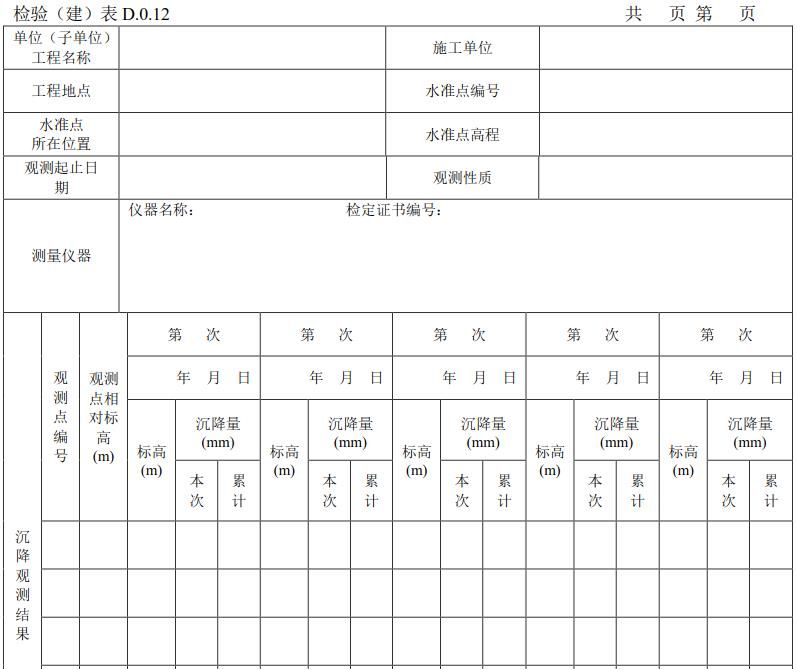 检验（建）表 D.0.12
共 页 第 页
单位（子单位）
工程名称
施工单位
工程地点
水准点编号
水准点
所在位置
水准点高程
观测起止日
期
观测性质
测量仪器
仪器名称：
检定证书编号：
沉
降
观
测
结
果
观
测
点
编
号
观测
点相
对标
高
(m)
第 次
第 次
第 次
第 次
第 次
年 月 日
年 月 日
年 月 日
年 月 日
年 月 日
标高
(m)
沉降量
(mm)
本
次
累
计
标高
(m)
沉降量
(mm)
本
次
累
计
标高
(m)
沉降量
(mm)
本
次
累
计
标高
(m)
沉降量
(mm)
本
次
累
计
标高
(m)
沉降量
(mm)
本
次
累
计